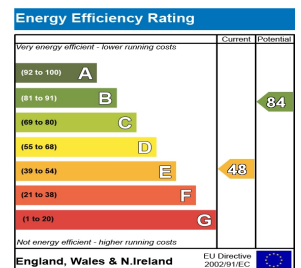 Energy Efficiency Rating
Current Potential
Very energy efficient - lower running costs
(92 to 100) A
(81 to 91) B
84
(69 to 80) C
(55 to 68) D
(39 to 54) E
48
(21 to 38) F
(1 to 20) G
Not energy efficient - higher running costs
England, Wales & N.Ireland
EU Directive
2002/91/EC